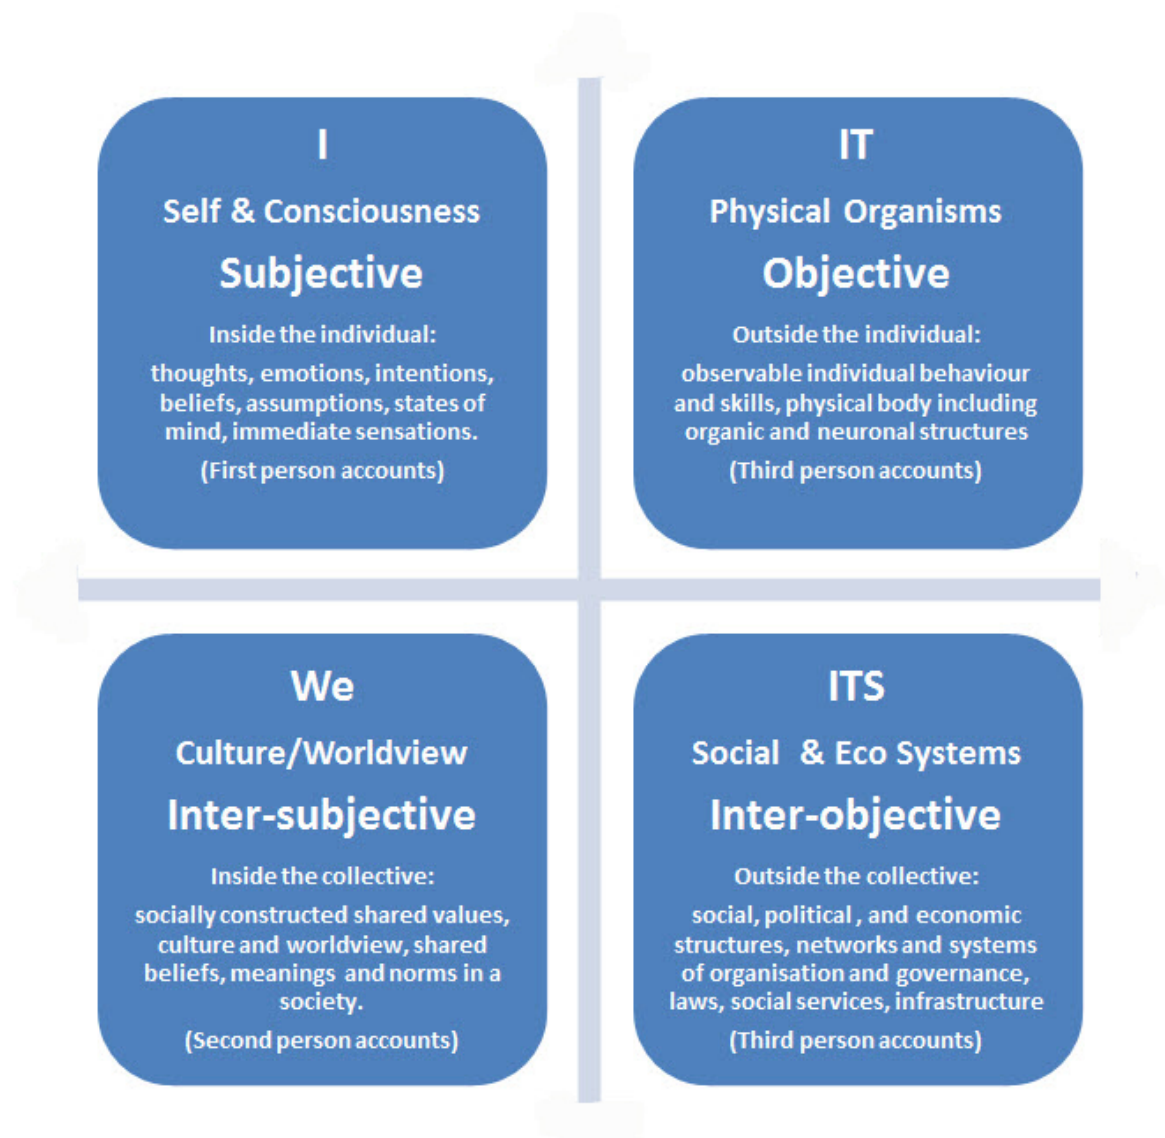 I
Self & Consciousness
Subjective
Inside the individual:
thoughts, emotions, intentions,
beliefs, assumptions, states of
mind, immediate sensations.
(First person accounts)
IT
Physical Organisms
Objective
Outside the individual:
observable individual behaviour
and skills, physical body including
organic and neuronal structures
(Third person accounts)
We
Culture/Worldview
Inter-subjective
Inside the collective:
socially constructed shared values,
culture and worldview, shared
beliefs, meanings and norms in a
society.
(Second person accounts)
ITS
Social & Eco Systems
Inter-objective
Outside the collective:
social, political , and economic
structures, networks and systems
of organisation and governance,
laws, social services, infrastructure
(Third person accounts)